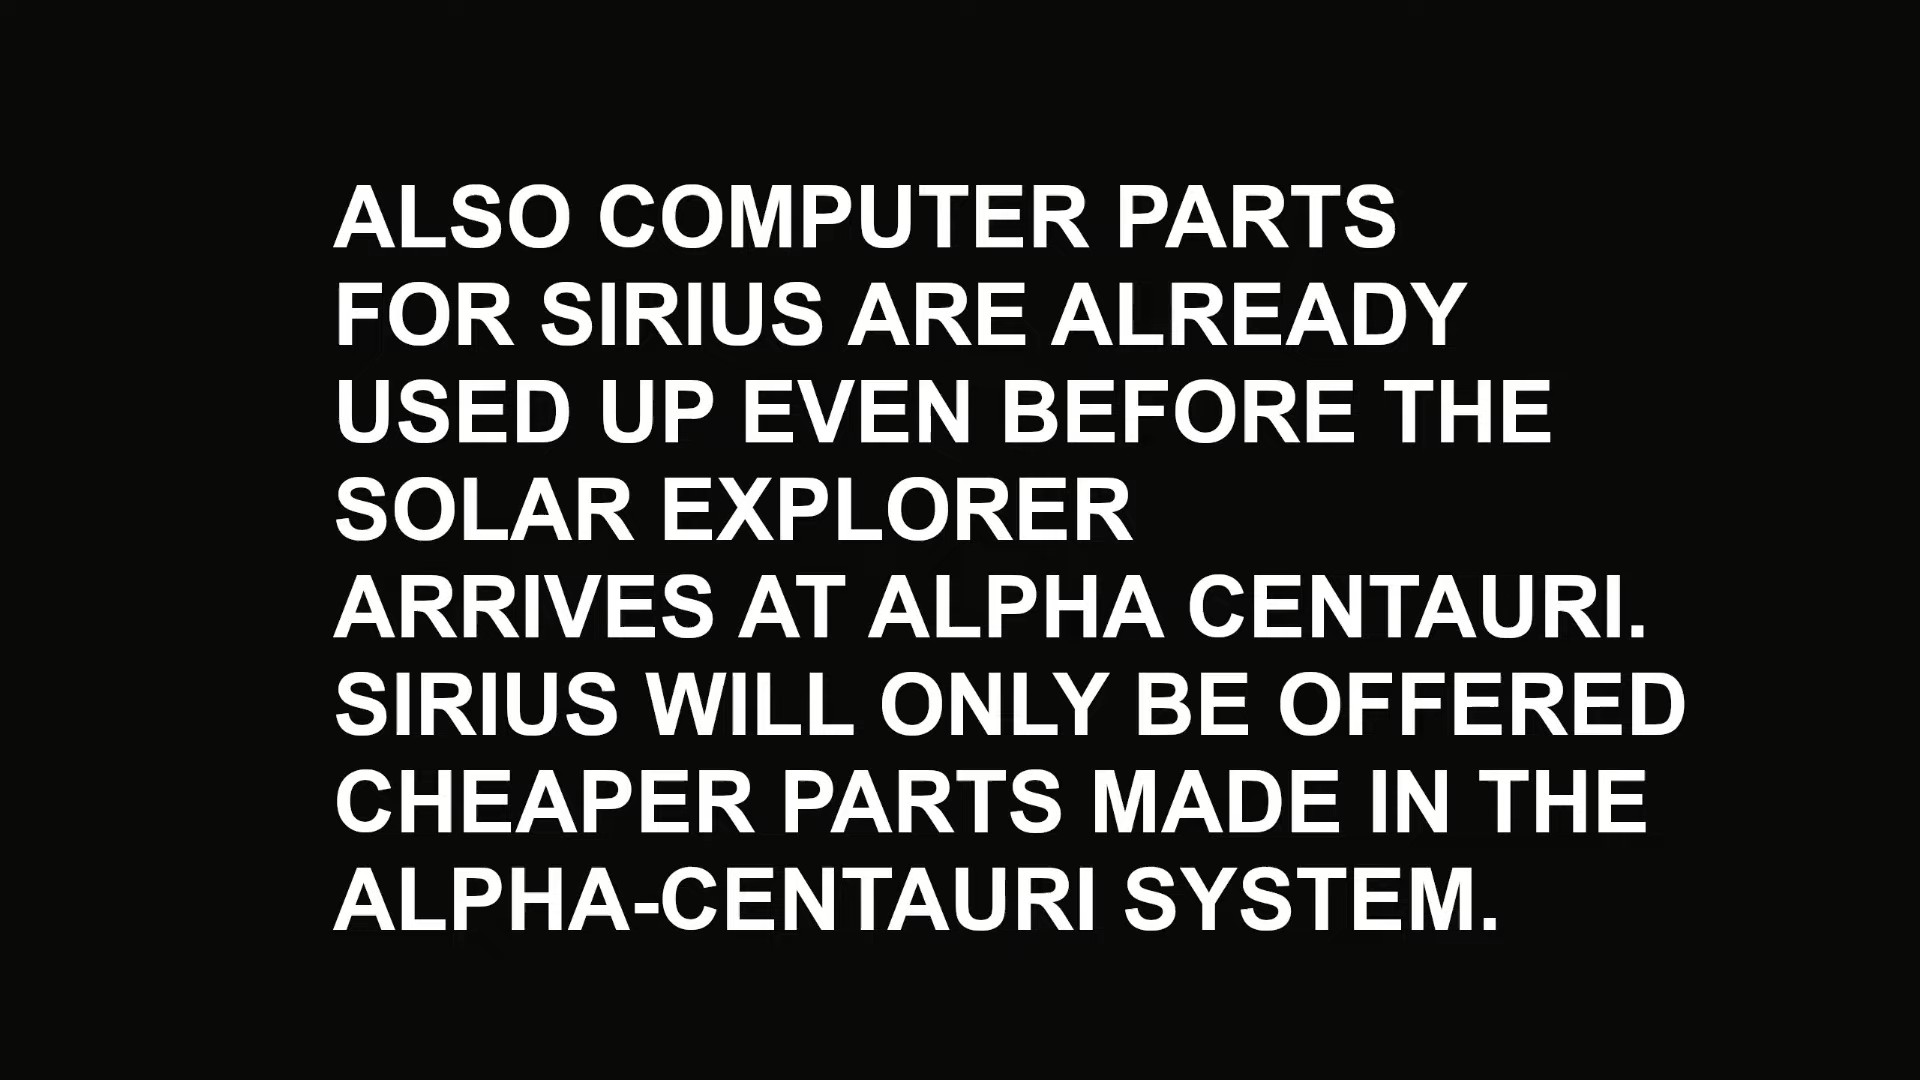 ALSO COMPUTER PARTS
FOR SIRIUS ARE ALREADY
USED UP EVEN BEFORE THE
SOLAR EXPLORER
ARRIVES AT ALPHA CENTAURI.
SIRIUS WILL ONLY BE OFFERED
CHEAPER PARTS MADE IN THE
ALPHA-CENTAURI SYSTEM.